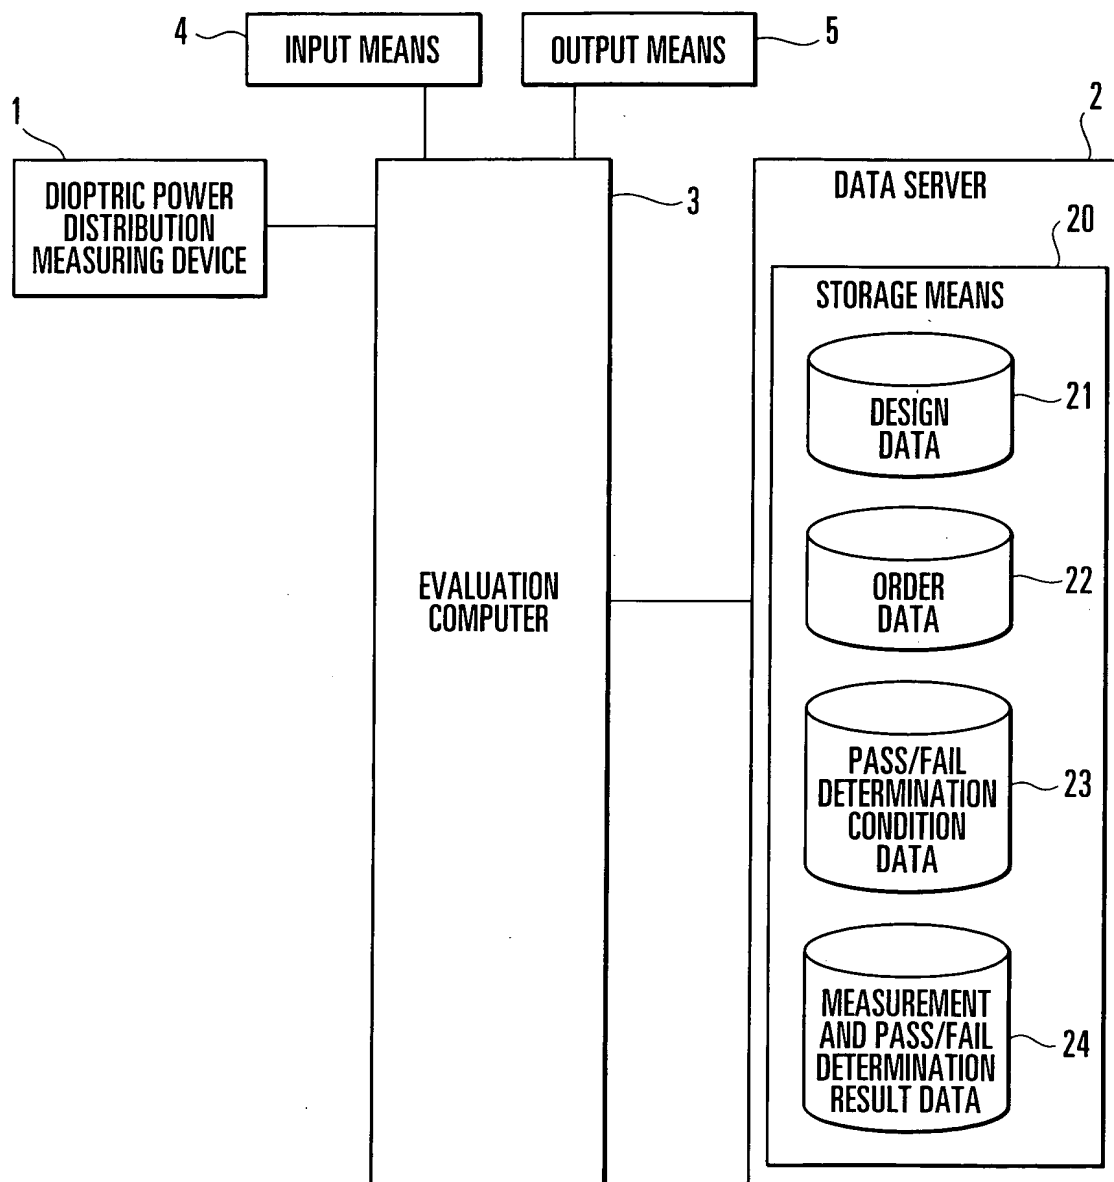 4
INPUT MEANS
OUTPUT MEANS
5
1
DIOPTRIC POWER
DISTRIBUTION
MEASURING DEVICE
3
2
DATA SERVER
20
STORAGE MEANS
DESIGN
DATA
21
EVALUATION
COMPUTER
ORDER
DATA
22
PASS/FAIL
DETERMINATION
CONDITION
DATA
23
MEASUREMENT
AND PASS/FAIL
DETERMINATION
RESULT DATA
24